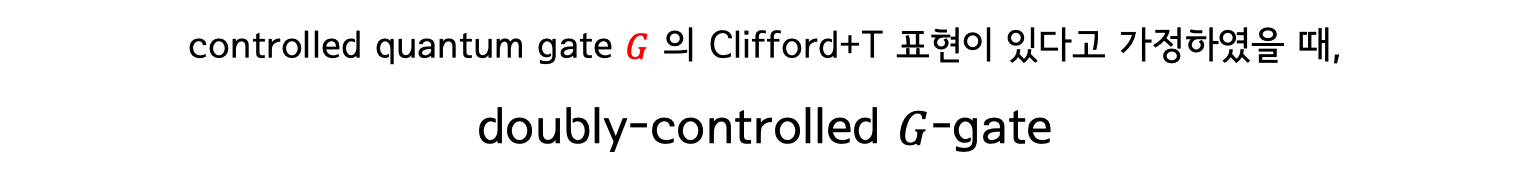 controlled quantum gate G 의 Clifford+T 표현이 있다고 가정하였을 때,
doubly-controlled G-gate